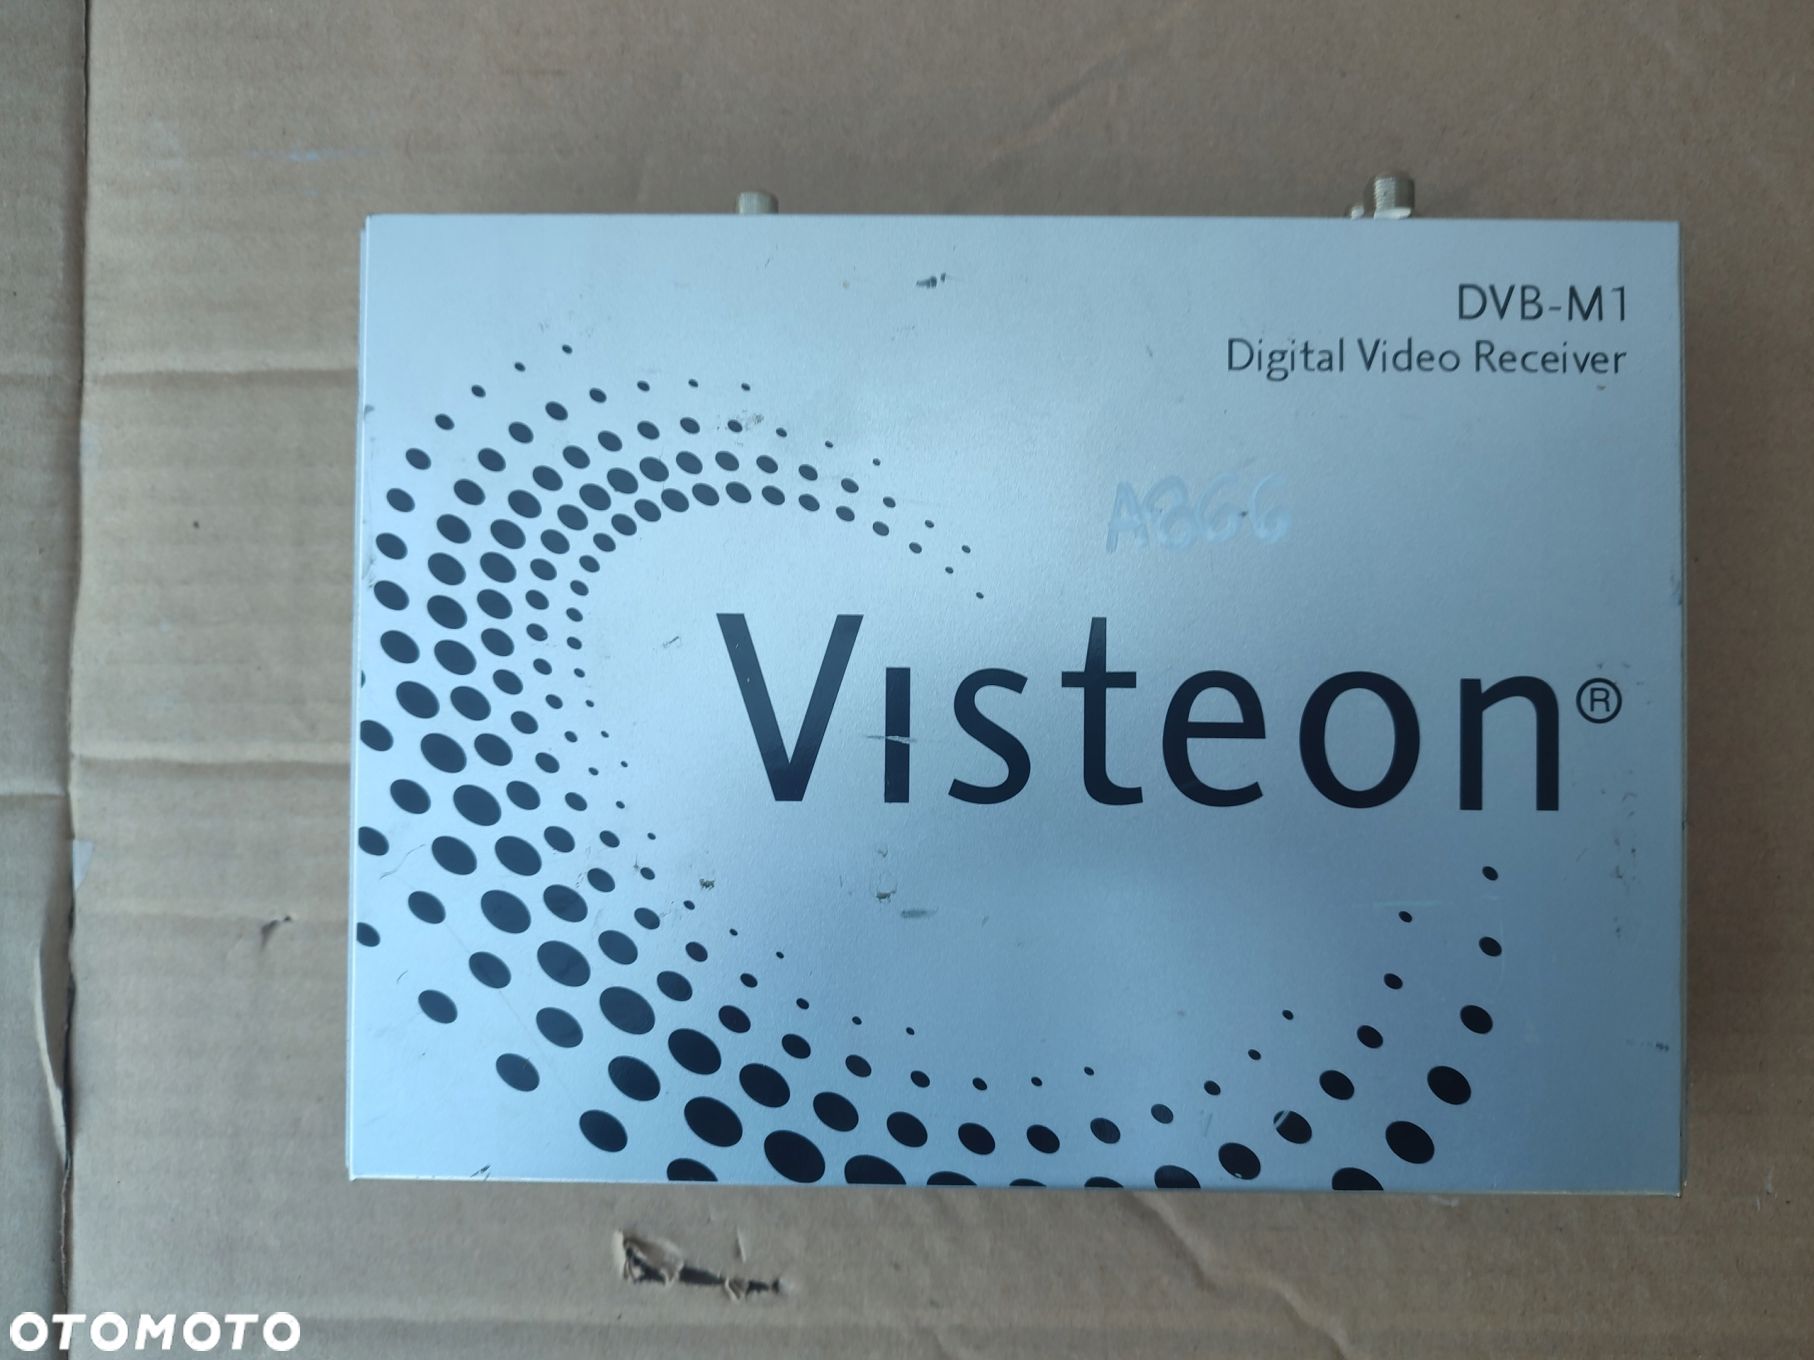 DVB-M1
Digital Video Receiver
A866
Visteon®
OTOMOTO